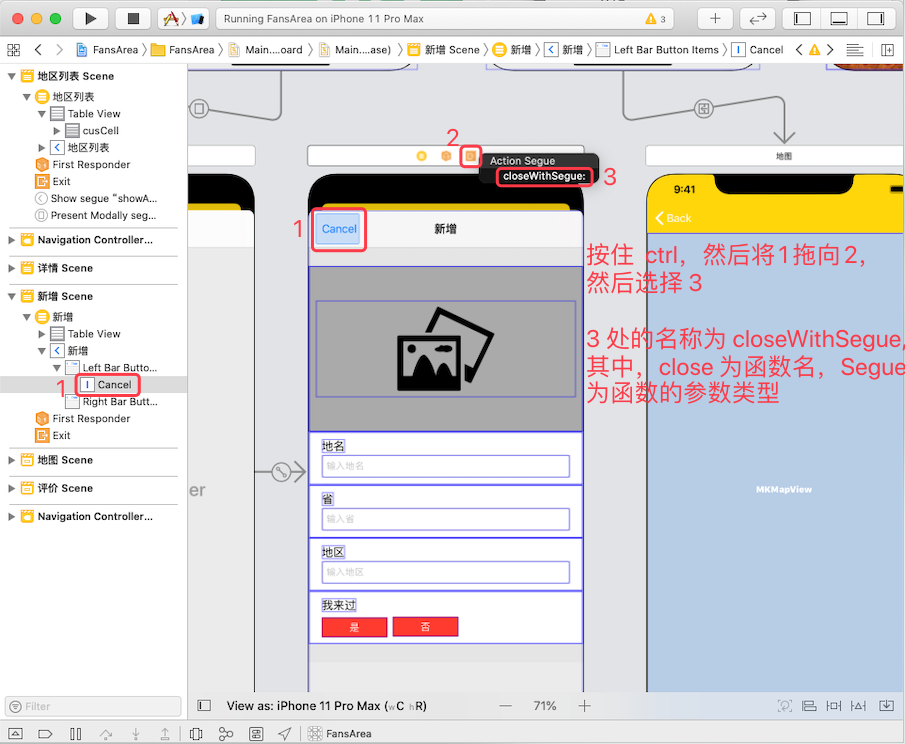 Running FansArea on iPhone 11 Pro Max
3
FansArea
FansArea
Main....oard
Main....ase)
新增 Scene
新增
新增
Left Bar Button Items
Cancel
地区列表 Scene
地区列表
Table View
cusCell
地区列表
First Responder
Exit
Show segue “showA...
Present Modally seg...
Navigation Controller...
详情 Scene
新增 Scene
新增
Table View
新增
Left Bar Butto...
1
Cancel
Right Bar Butt...
First Responder
Exit
地图 Scene
评价 Scene
Navigation Controller...
Filter
er
2
Action Segue
closeWithSegue:
3
1
Cancel
新增
地名
输入地名
省
输入省
地区
输入地区
我来过
是
否
地图
9:41
Back
按住 ctrl，然后将1拖向2，
然后选择 3
3 处的名称为 closeWithSegue,
其中，close 为函数名，Segue
为函数的参数类型
MKMapView
View as: iPhone 11 Pro Max (wC hR)
71%
FansArea